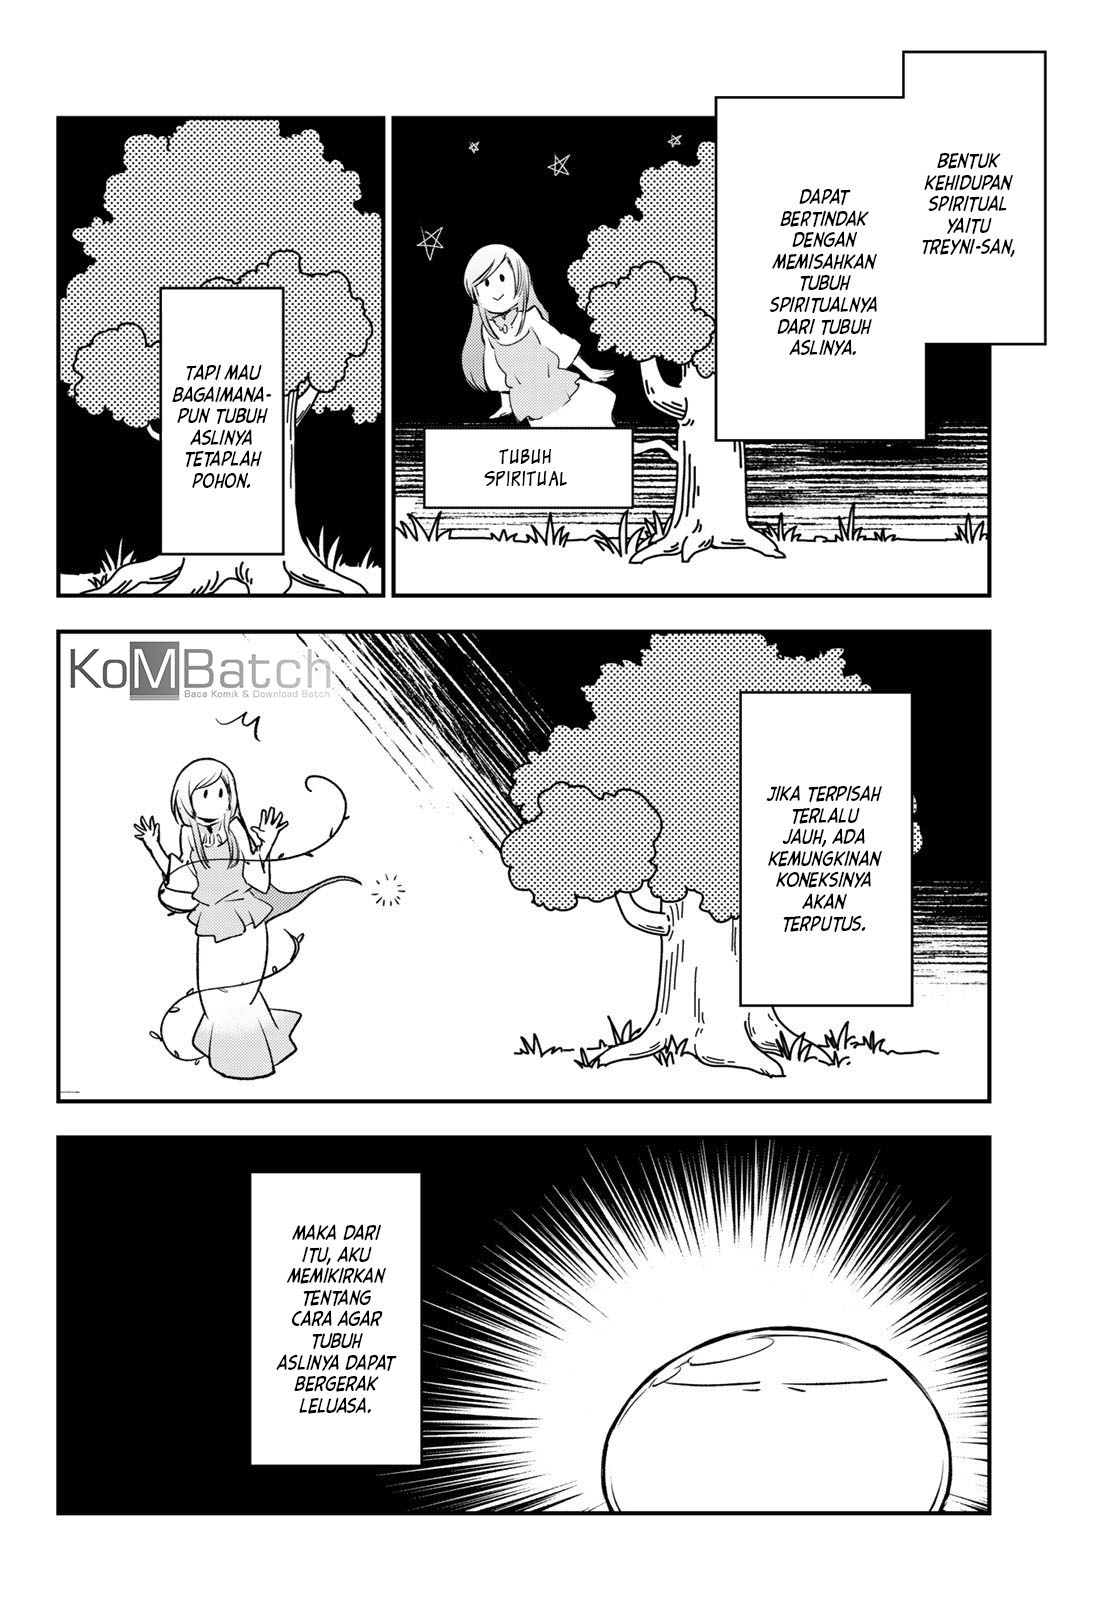 BENTUK
KEHIDUPAN
SPIRITUAL
YAITU
TREYNI-SAN,
DAPAT
BERTINDAK
DENGAN
MEMISAHKAN
TUBUH
SPIRITUALNYA
DARI TUBUH
ASLINYA.
TUBUH
SPIRITUAL
TAPI MAU
BAGAIMANA-
PUN TUBUH
ASLINYA
TETAPLAH
POHON.
KoMBatch
Baca Komik & Download Batch
JIKA TERPISAH
TERLALU
JAUH, ADA
KEMUNGKINAN
KONEKSINYA
AKAN
TERPUTUS.
MAKA DARI
ITU, AKU
MEMIKIRKAN
TENTANG
CARA AGAR
TUBUH
ASLINYA DAPAT
BERGERAK
LELUASA.